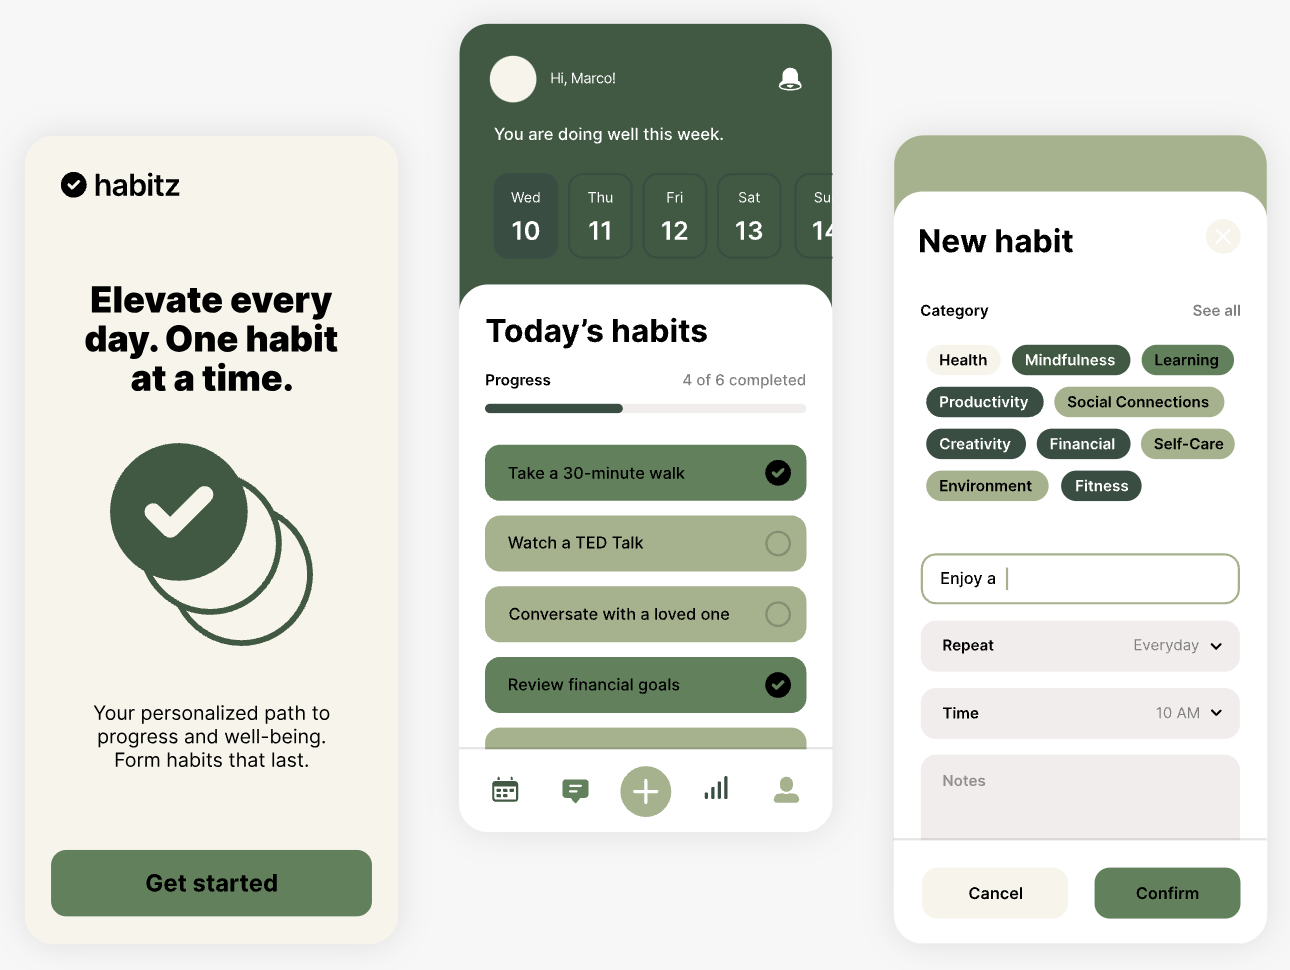 habitz
Elevate every
day. One habit
at a time.
Your personalized path to
progress and well-being.
Form habits that last.
Get started
Hi, Marco!
You are doing well this week.
Wed Thu Fri Sat Su
10 11 12 13 14
Today's habits
Progress 4 of 6 completed
Take a 30-minute walk
Watch a TED Talk
Conversate with a loved one
Review financial goals
New habit
Category See all
Health Mindfulness Learning
Productivity Social Connections
Creativity Financial Self-Care
Environment Fitness
Enjoy a
Repeat Everyday
Time 10 AM
Notes
Cancel Confirm